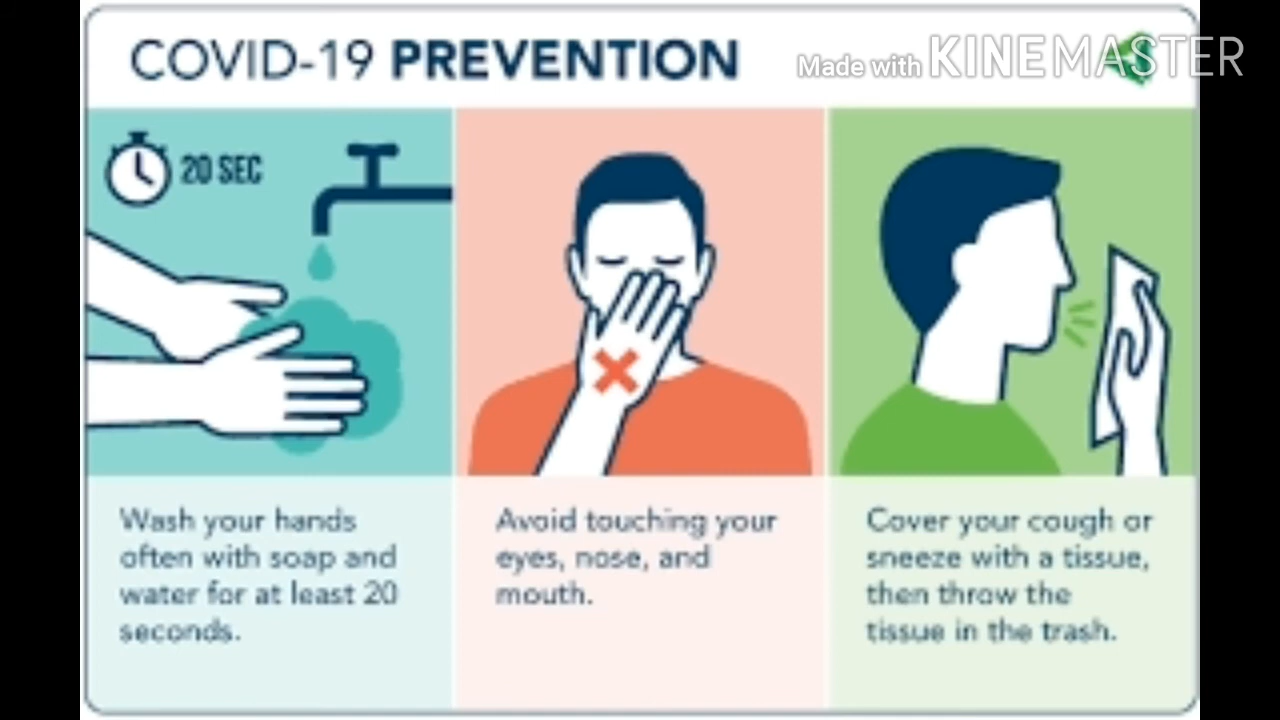 COVID-19 PREVENTION
Made with KINEMASTER
20 SEC
Wash your hands
often with soap and
water for at least 20
seconds.
Avoid touching your
eyes, nose, and
mouth.
Cover your cough or
sneeze with a tissue,
then throw the
tissue in the trash.